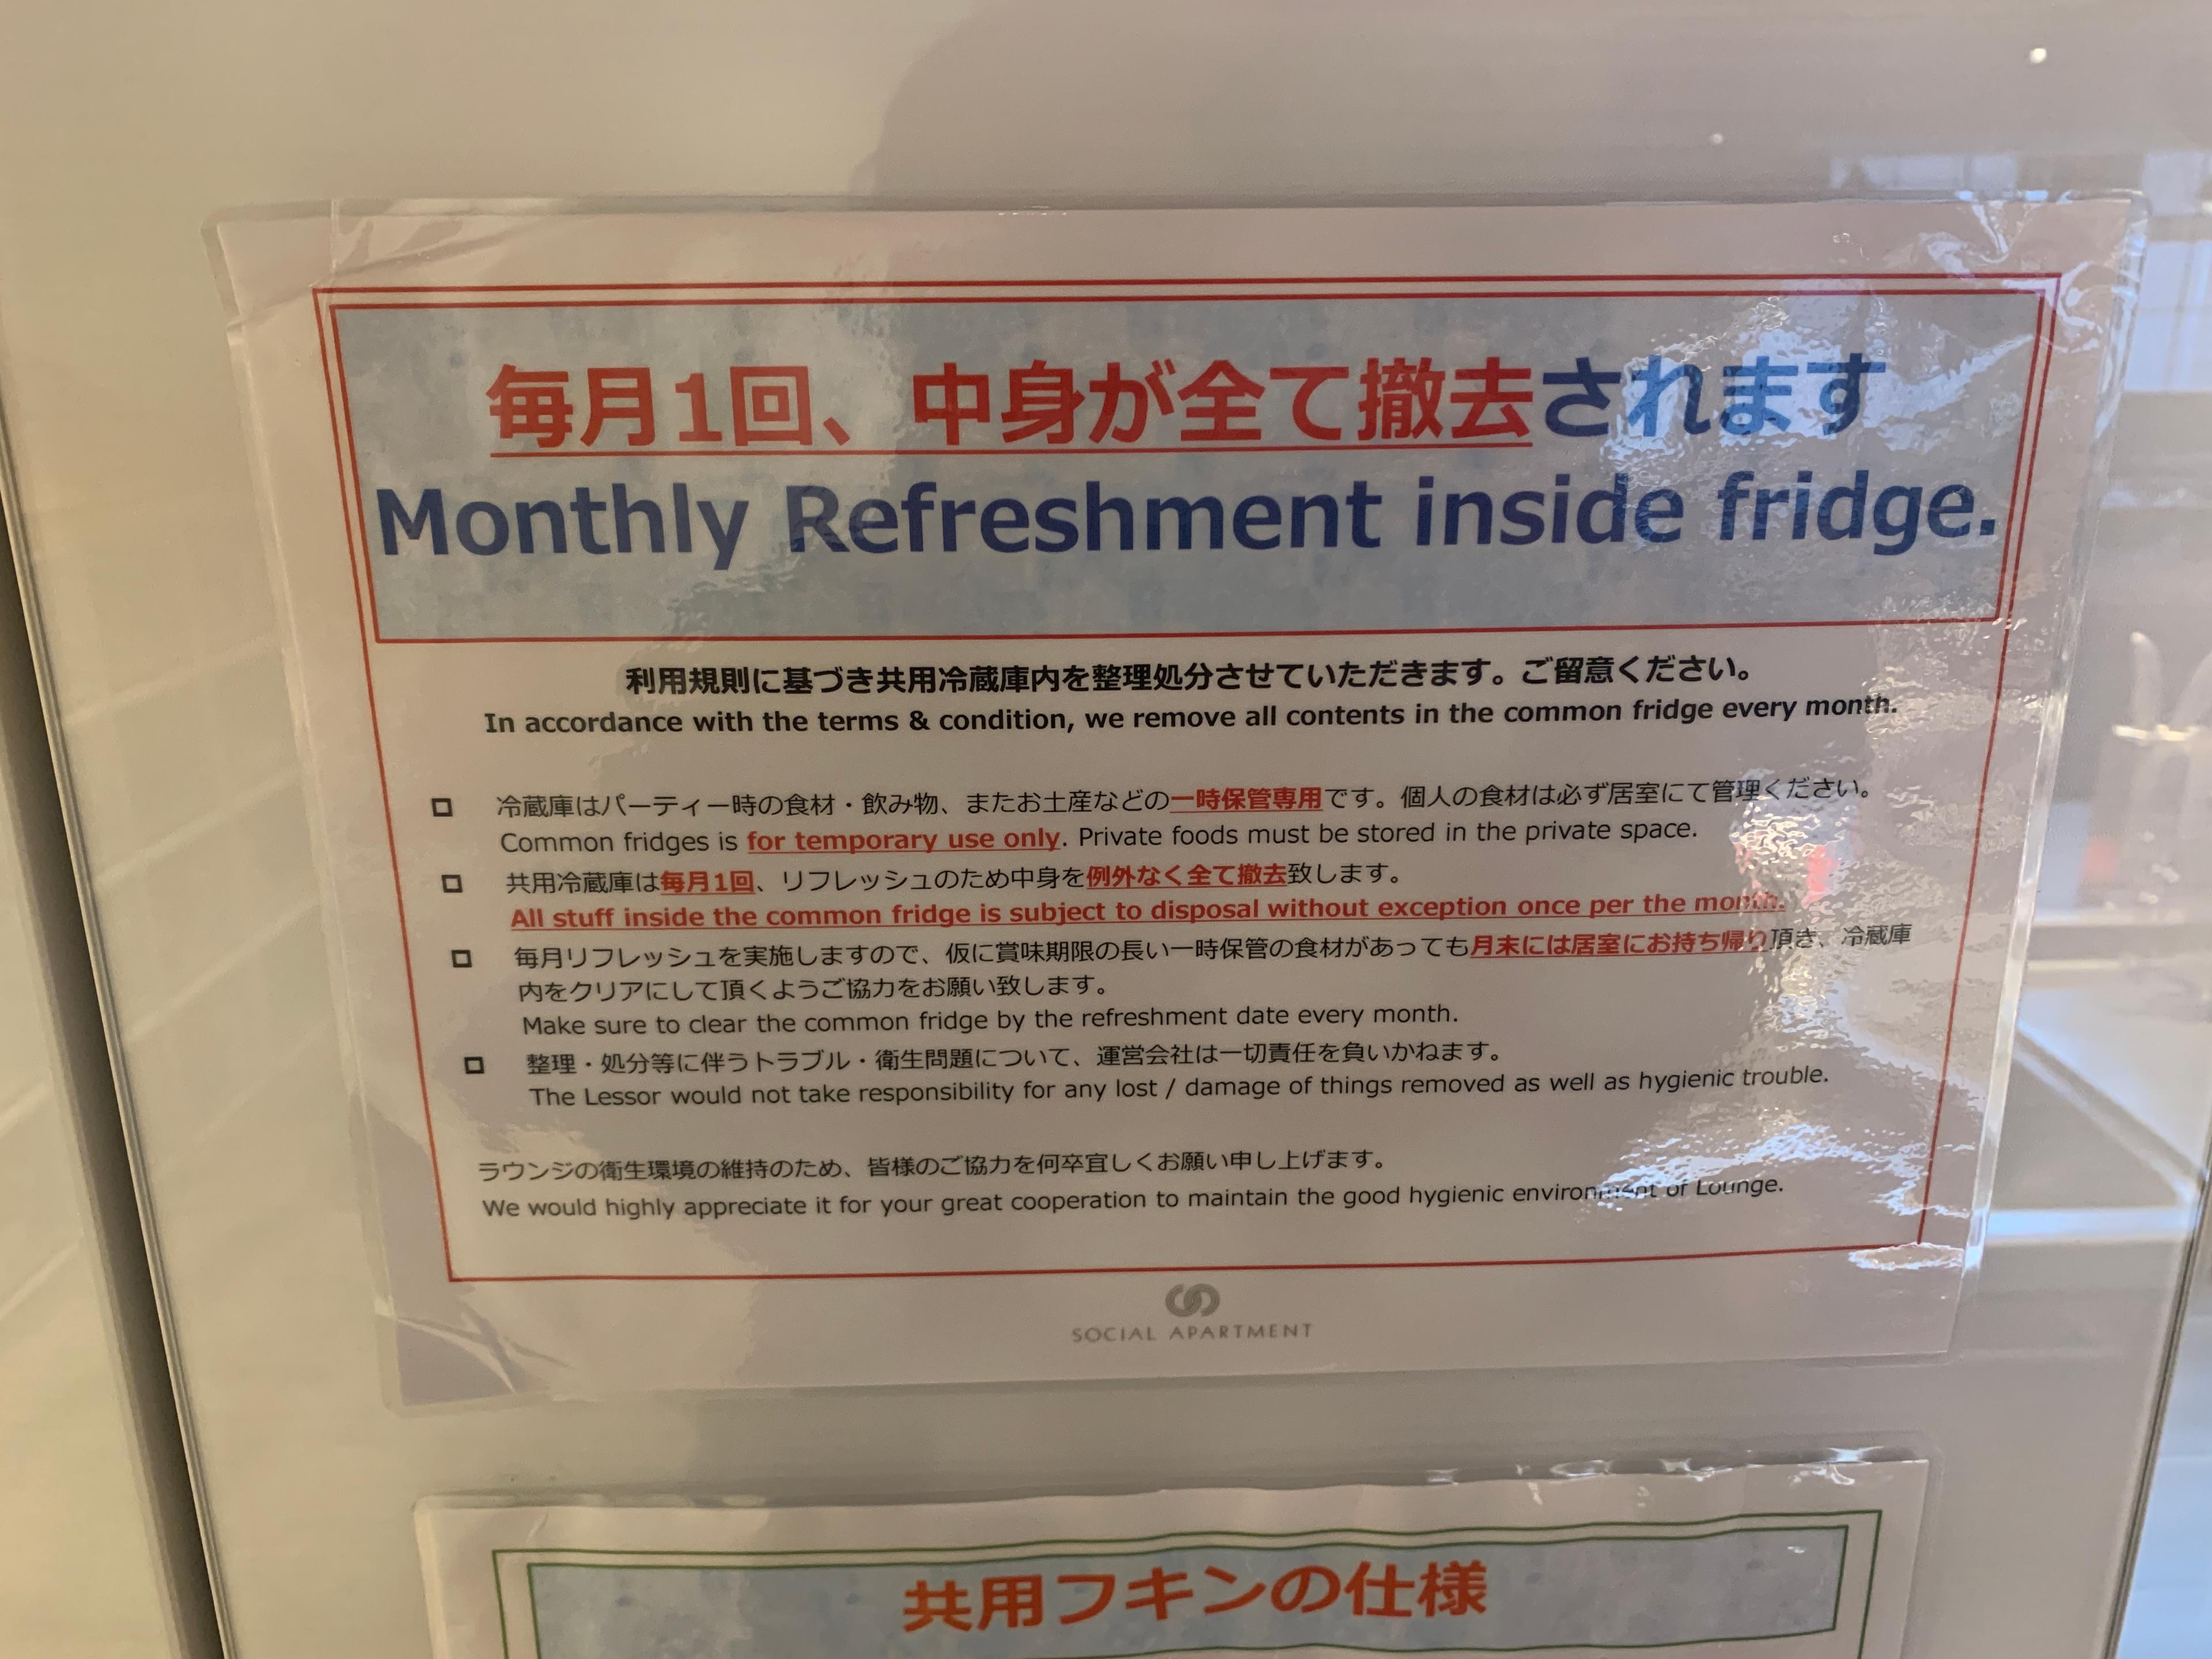 毎月1回、中身が全て撤去されます
Monthly Refreshment inside fridge.
利用規則に基づき共用冷蔵庫内を整理処分させていただきます。ご留意ください。
In accordance with the terms & condition, we remove all contents in the common fridge every month.
冷蔵庫はパーティー時の食材・飲み物、またお土産などの一時保管専用です。個人の食材は必ず居室にて管理ください。
Common fridges is for temporary use only. Private foods must be stored in the private space.
共用冷蔵庫は毎月1回、リフレッシュのため中身を例外なく全て撤去致します。
All stuff inside the common fridge is subject to disposal without exception once per the month.
毎月リフレッシュを実施しますので、仮に賞味期限の長い一時保管の食材があっても月末には居室にお持ち帰り頂き、冷蔵庫
内をクリアにして頂くようご協力をお願い致します。
Make sure to clear the common fridge by the refreshment date every month.
整理・処分等に伴うトラブル・衛生問題について、運営会社は一切責任を負いかねます。
The Lessor would not take responsibility for any lost / damage of things removed as well as hygienic trouble.
ラウンジの衛生環境の維持のため、皆様のご協力を何卒宜しくお願い申し上げます。
We would highly appreciate it for your great cooperation to maintain the good hygienic environment of Lounge.
SOCIAL APARTMENT
共用フキンの仕様